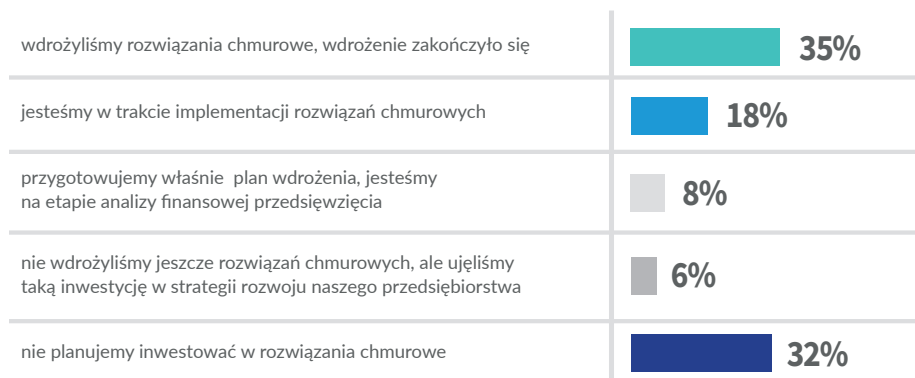 wdrożyliśmy rozwiązania chmurowe, wdrożenie zakończyło się
35%
jesteśmy w trakcie implementacji rozwiązań chmurowych
18%
przygotowujemy właśnie  plan wdrożenia, jesteśmy
na etapie analizy finansowej przedsięwzięcia
8%
nie wdrożyliśmy jeszcze rozwiązań chmurowych, ale ujęliśmy
taką inwestycję w strategii rozwoju naszego przedsiębiorstwa
6%
nie planujemy inwestować w rozwiązania chmurowe
32%